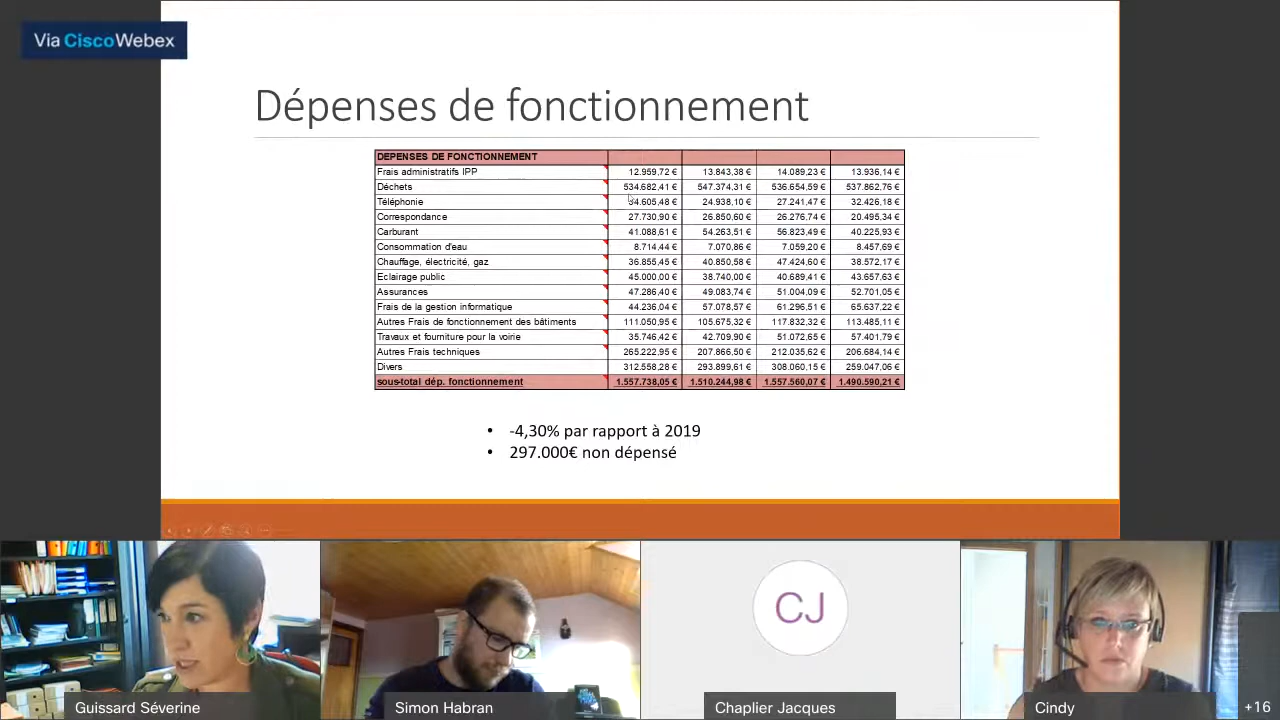 Via CiscoWebex
Dépenses de fonctionnement
DEPENSES DE FONCTIONNEMENT
Frais administratifs IPP 12.959,72 € 13.843,38 € 14.089,23 € 13.936,14 €
Déchets 534.682,41 € 547.374,31 € 536.654,59 € 537.862,76 €
Téléphonie 34.605,48 € 24.938,10 € 27.241,47 € 32.426,18 €
Correspondance 27.730,90 € 26.850,60 € 26.276,74 € 20.495,34 €
Carburant 41.088,61 € 54.263,51 € 56.823,49 € 40.225,93 €
Consommation d'eau 8.714,44 € 7.070,86 € 7.059,20 € 8.457,69 €
Chauffage, électricité, gaz 36.855,45 € 40.850,58 € 47.424,60 € 38.572,17 €
Eclairage public 45.000,00 € 38.740,00 € 40.689,41 € 43.657,63 €
Assurances 47.286,40 € 49.083,74 € 51.004,09 € 52.701,05 €
Frais de la gestion informatique 44.236,04 € 57.078,57 € 61.296,51 € 65.637,22 €
Autres Frais de fonctionnement des bâtiments 111.050,95 € 105.675,32 € 117.832,32 € 113.485,11 €
Travaux et fourniture pour la voirie 35.746,42 € 42.709,90 € 51.072,65 € 57.401,79 €
Autres Frais techniques 265.222,95 € 207.866,50 € 212.035,62 € 206.684,14 €
Divers 312.558,28 € 293.899,61 € 308.060,15 € 259.047,06 €
sous-total dép. fonctionnement 1.557.738,05 € 1.510.244,98 € 1.557.560,07 € 1.490.590,21 €
• -4,30% par rapport à 2019
• 297.000€ non dépensé
CJ
Guissard Séverine
Simon Habran
Chaplier Jacques
Cindy
+16